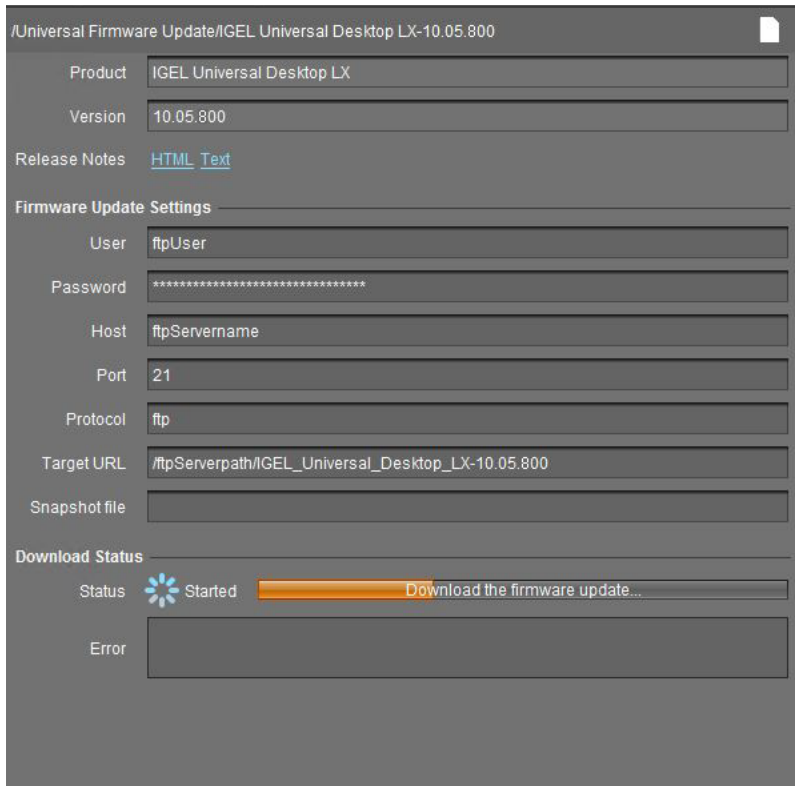 /Universal Firmware Update/IGEL Universal Desktop LX-10.05.800
Product IGEL Universal Desktop LX
Version 10.05.800
Release Notes HTML Text
Firmware Update Settings
User ftpUser
Password ********************************
Host ftpServername
Port 21
Protocol ftp
Target URL /ftpServerpath/IGEL_Universal_Desktop_LX-10.05.800
Snapshot file
Download Status
Status Started Download the firmware update...
Error